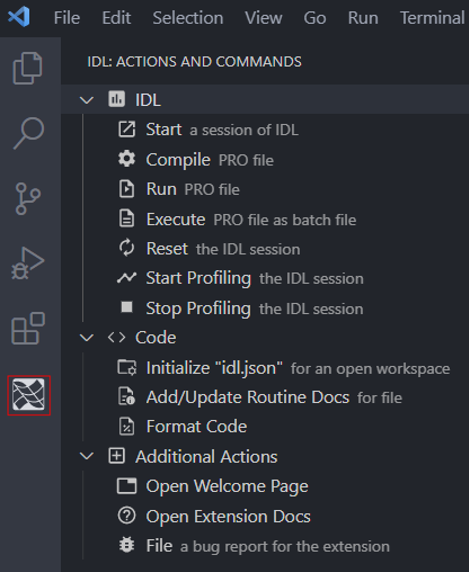 File Edit Selection View Go Run Terminal
IDL: ACTIONS AND COMMANDS
IDL
Start a session of IDL
Compile PRO file
Run PRO file
Execute PRO file as batch file
Reset the IDL session
Start Profiling the IDL session
Stop Profiling the IDL session
<> Code
Initialize "idl.json" for an open workspace
Add/Update Routine Docs for file
Format Code
Additional Actions
Open Welcome Page
Open Extension Docs
File a bug report for the extension